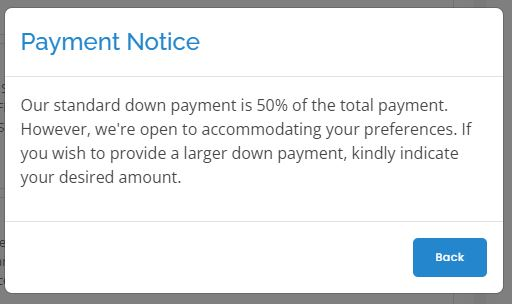 Payment Notice
Our standard down payment is 50% of the total payment.
However, we're open to accommodating your preferences. If
you wish to provide a larger down payment, kindly indicate
your desired amount.
Back